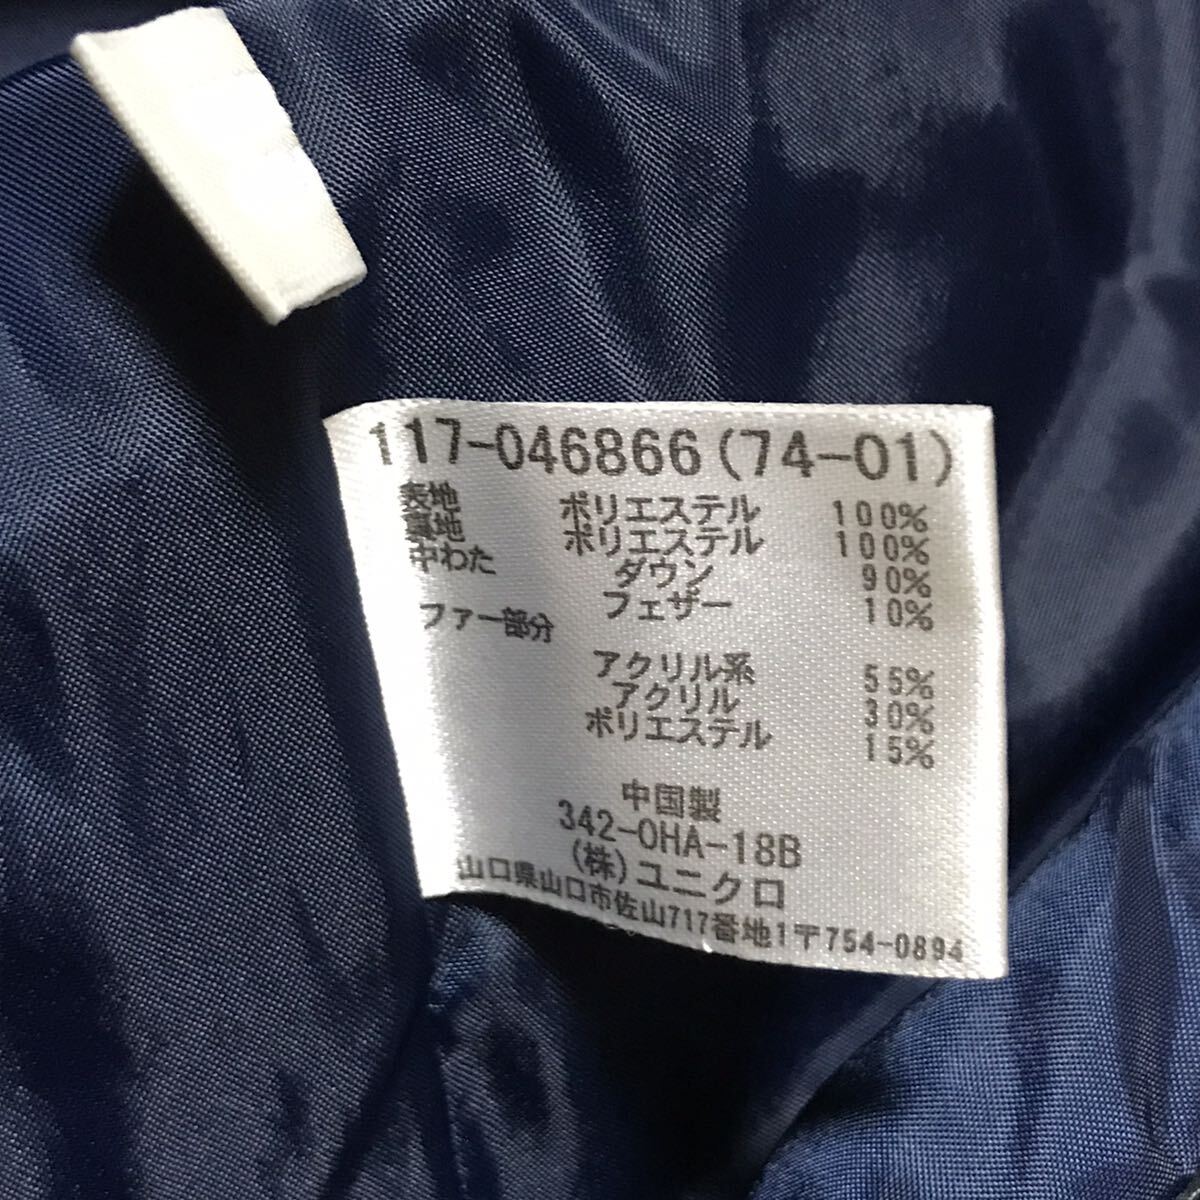 117-046866(74-01)
表地 ポリエステル 100%
裏地 ポリエステル 100%
中わた ダウン 90%
フェザー 10%
ファー部分
アクリル系 55%
アクリル 30%
ポリエステル 15%
中国製
342-0HA-18B
(株)ユニクロ
山口県山口市佐山717番地1〒754-0894